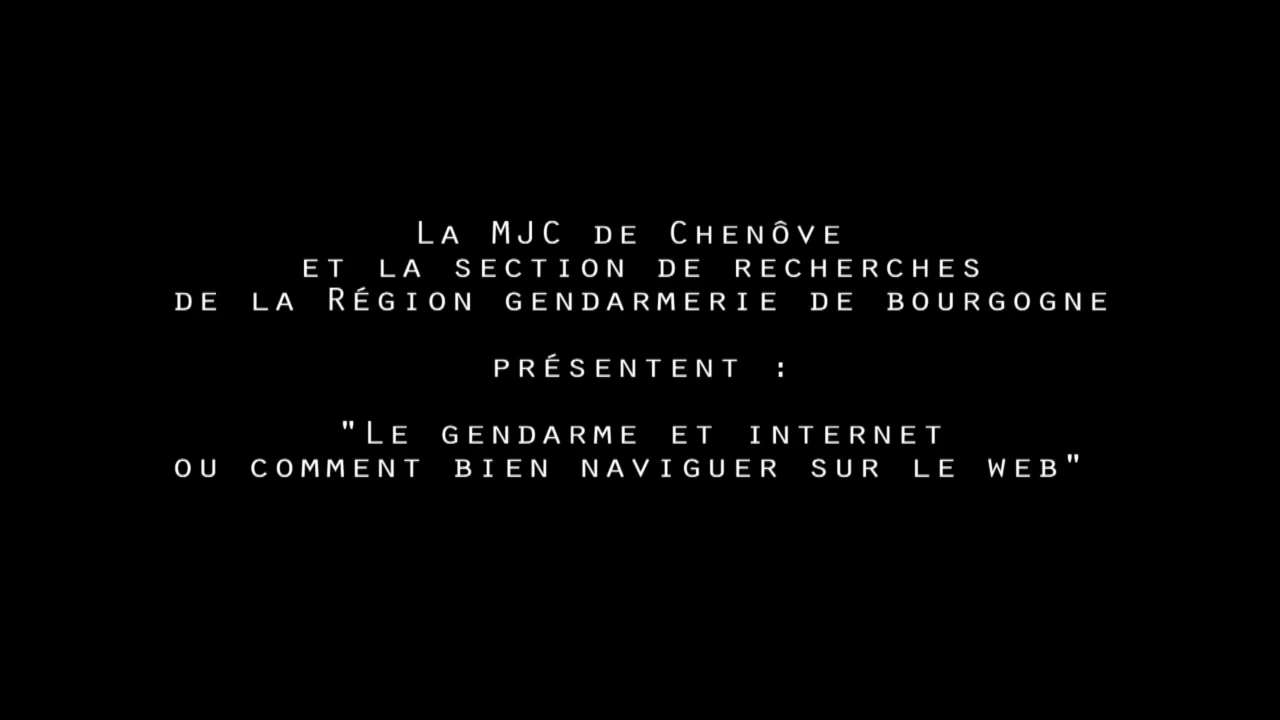 La MJC de Chenôve
et la section de recherches
de la Région gendarmerie de bourgogne
présentent :
"Le gendarme et internet
ou comment bien naviguer sur le web"